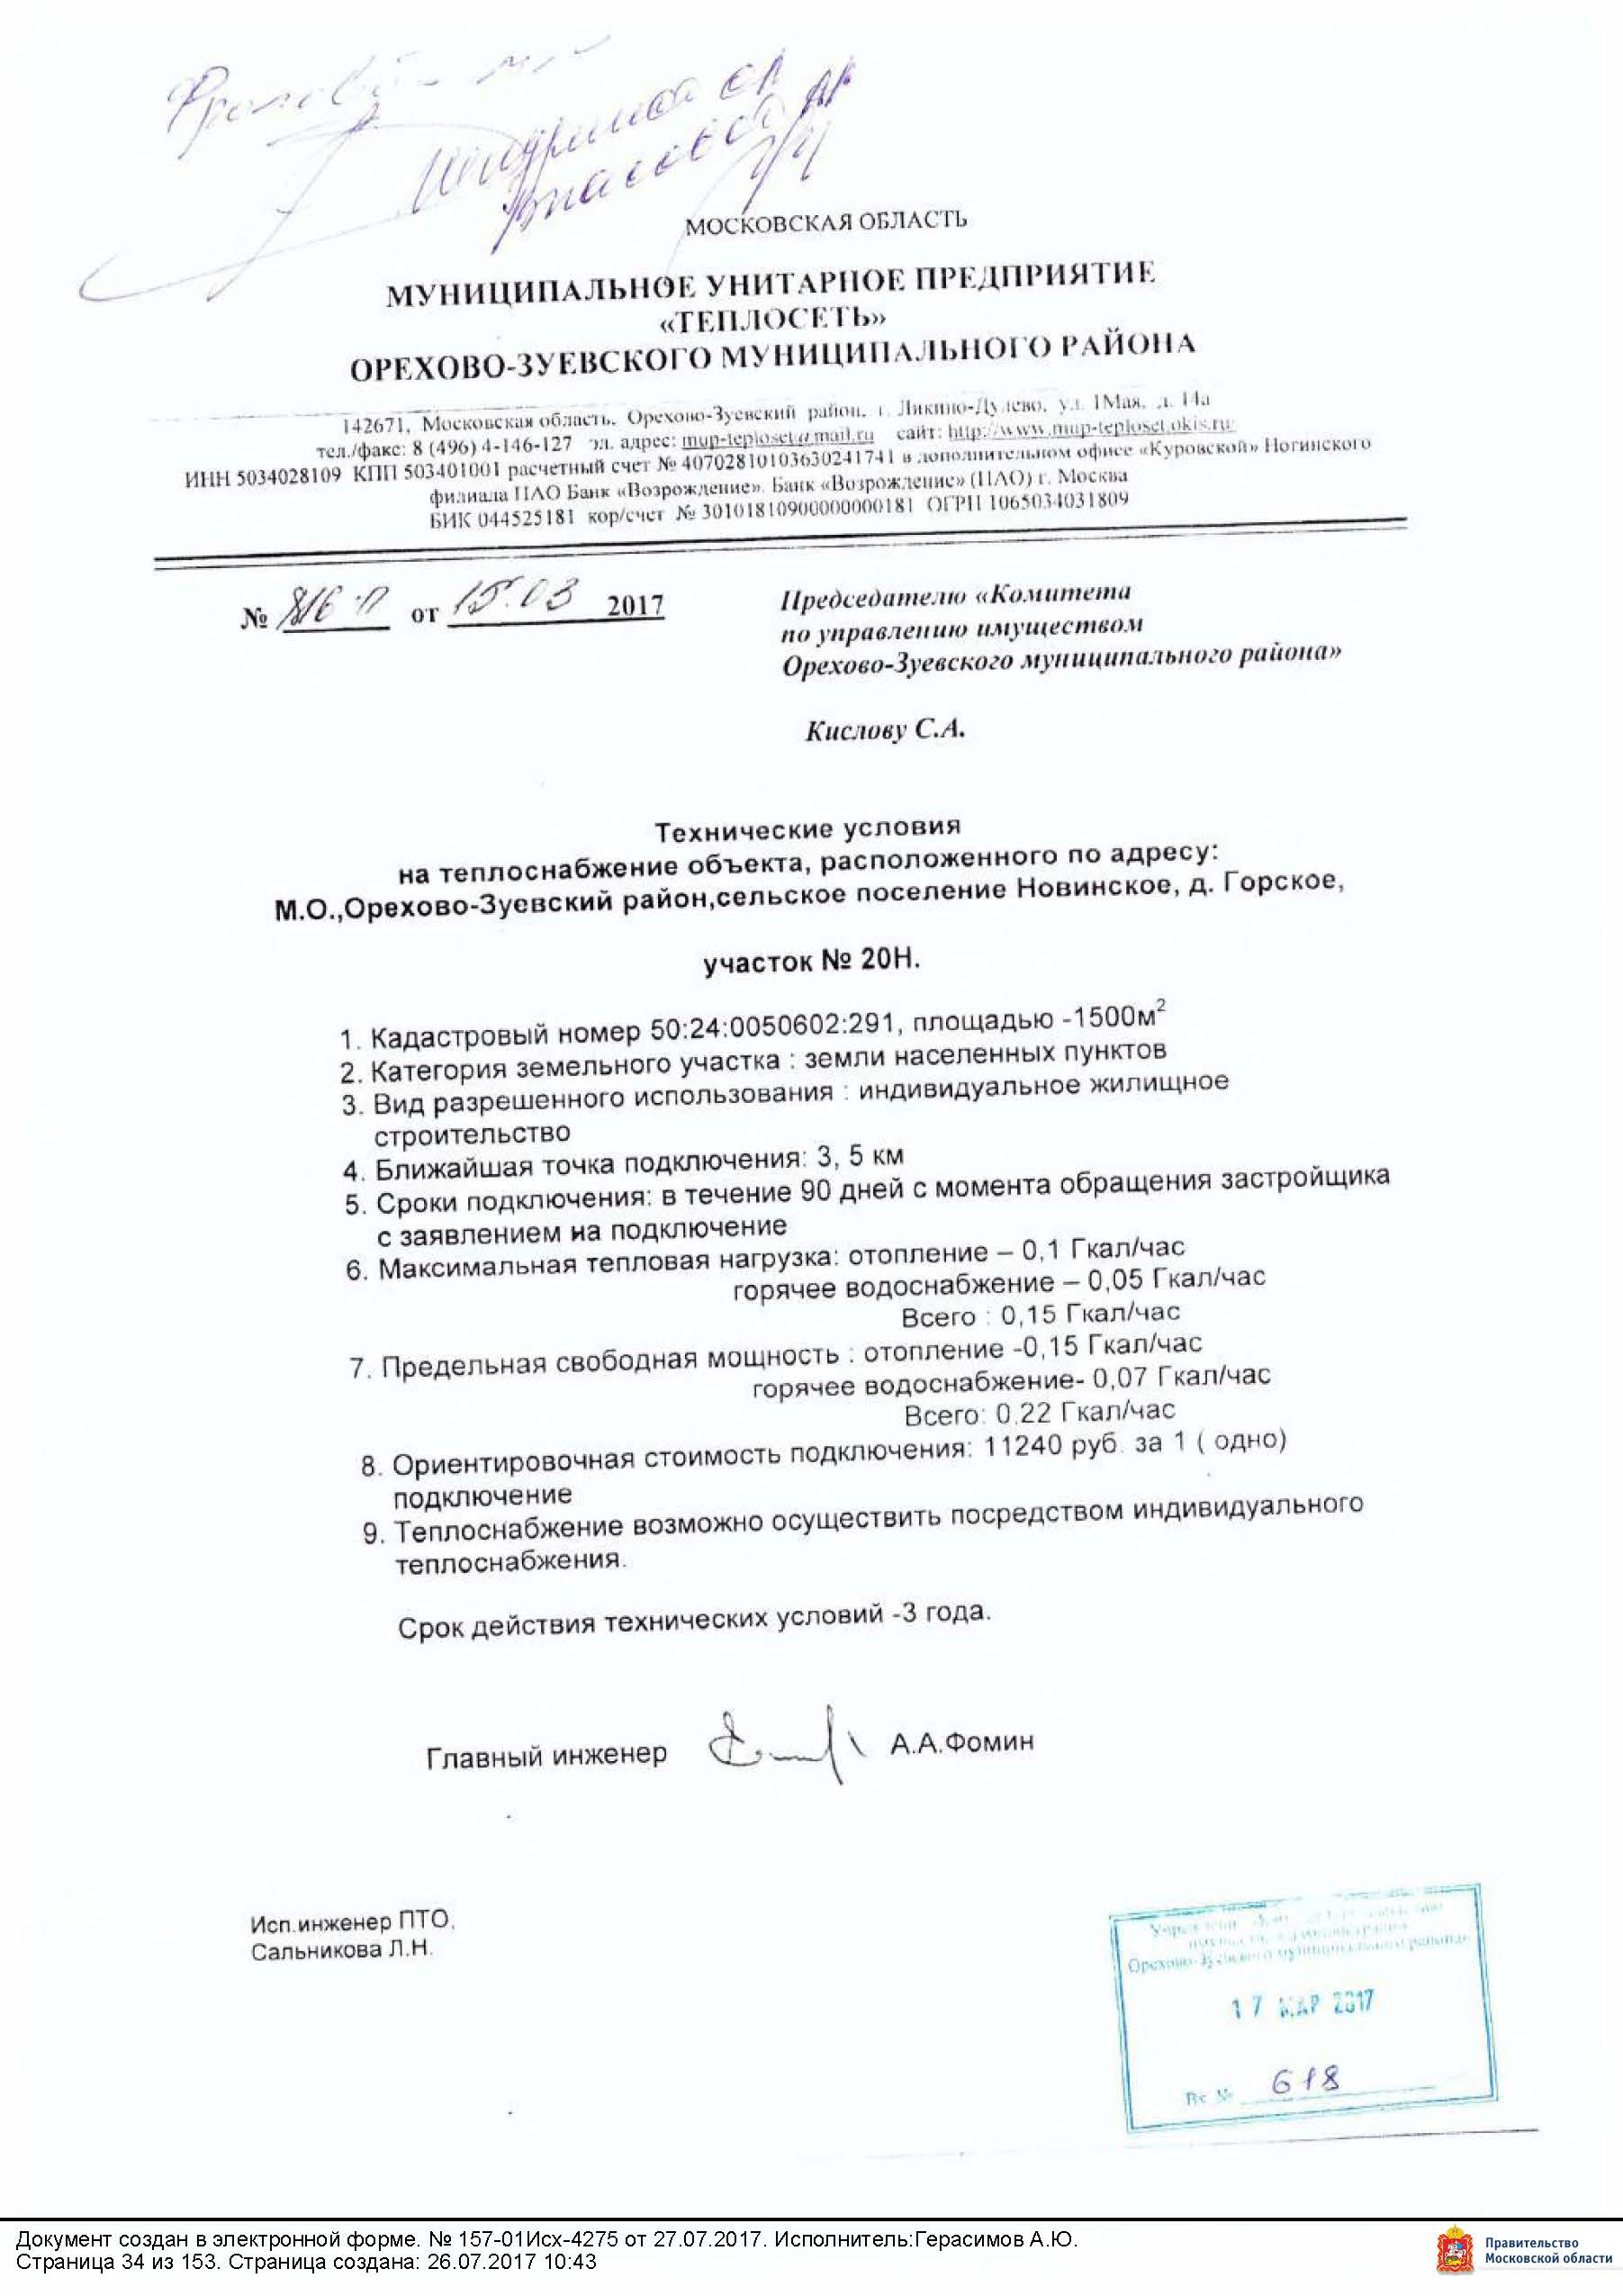 МОСКОВСКАЯ ОБЛАСТЬ
МУНИЦИПАЛЬНОЕ УНИТАРНОЕ ПРЕДПРИЯТИЕ
«ТЕПЛОСЕТЬ»
ОРЕХОВО-ЗУЕВСКОГО МУНИЦИПАЛЬНОГО РАЙОНА
142671, Московская область, Орехово-Зуевский район, г. Ликино-Дулево, ул. 1Мая, д. 14а
тел./факс: 8 (496) 4-146-127 эл. адрес: mup-teploset@mail.ru сайт: http://www.mup-teploset.okis.ru/
ИНН 5034028109 КПП 503401001 расчетный счет № 40702810103630241741 в дополнительном офисе «Куровской» Ногинского
филиала ПАО Банк «Возрождение». Банк «Возрождение» (ПАО) г. Москва
БИК 044525181 кор/счет № 30101810900000000181 ОГРН 1065034031809
№ 816-П от 15.03 2017
Председателю «Комитета
по управлению имуществом
Орехово-Зуевского муниципального района»
Кислову С.А.
Технические условия
на теплоснабжение объекта, расположенного по адресу:
М.О.,Орехово-Зуевский район,сельское поселение Новинское, д. Горское,
участок № 20Н.
1. Кадастровый номер 50:24:0050602:291, площадью -1500м²
2. Категория земельного участка : земли населенных пунктов
3. Вид разрешенного использования : индивидуальное жилищное
строительство
4. Ближайшая точка подключения: 3, 5 км
5. Сроки подключения: в течение 90 дней с момента обращения застройщика
с заявлением на подключение
6. Максимальная тепловая нагрузка: отопление – 0,1 Гкал/час
горячее водоснабжение – 0,05 Гкал/час
Всего : 0,15 Гкал/час
7. Предельная свободная мощность : отопление -0,15 Гкал/час
горячее водоснабжение- 0,07 Гкал/час
Всего: 0,22 Гкал/час
8. Ориентировочная стоимость подключения: 11240 руб. за 1 ( одно)
подключение
9. Теплоснабжение возможно осуществить посредством индивидуального
теплоснабжения.
Срок действия технических условий -3 года.
Главный инженер А.А.Фомин
Исп.инженер ПТО,
Сальникова Л.Н.
Орехово-Зуевского муниципального района»
17 МАР 2017
Вх № 618
Документ создан в электронной форме. № 157-01Исх-4275 от 27.07.2017. Исполнитель:Герасимов А.Ю.
Страница 34 из 153. Страница создана: 26.07.2017 10:43
Правительство
Московской области